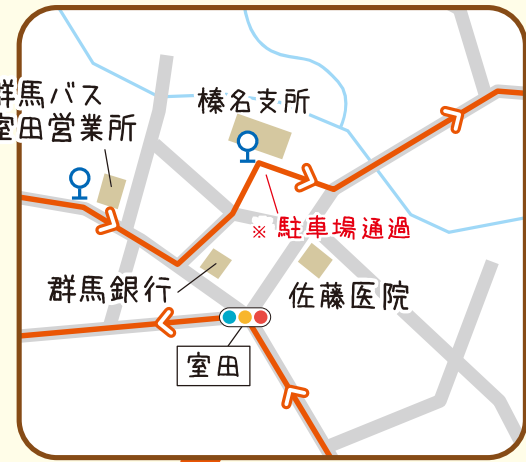 群馬バス
室田営業所
榛名支所
※ 駐車場通過
群馬銀行
佐藤医院
室田